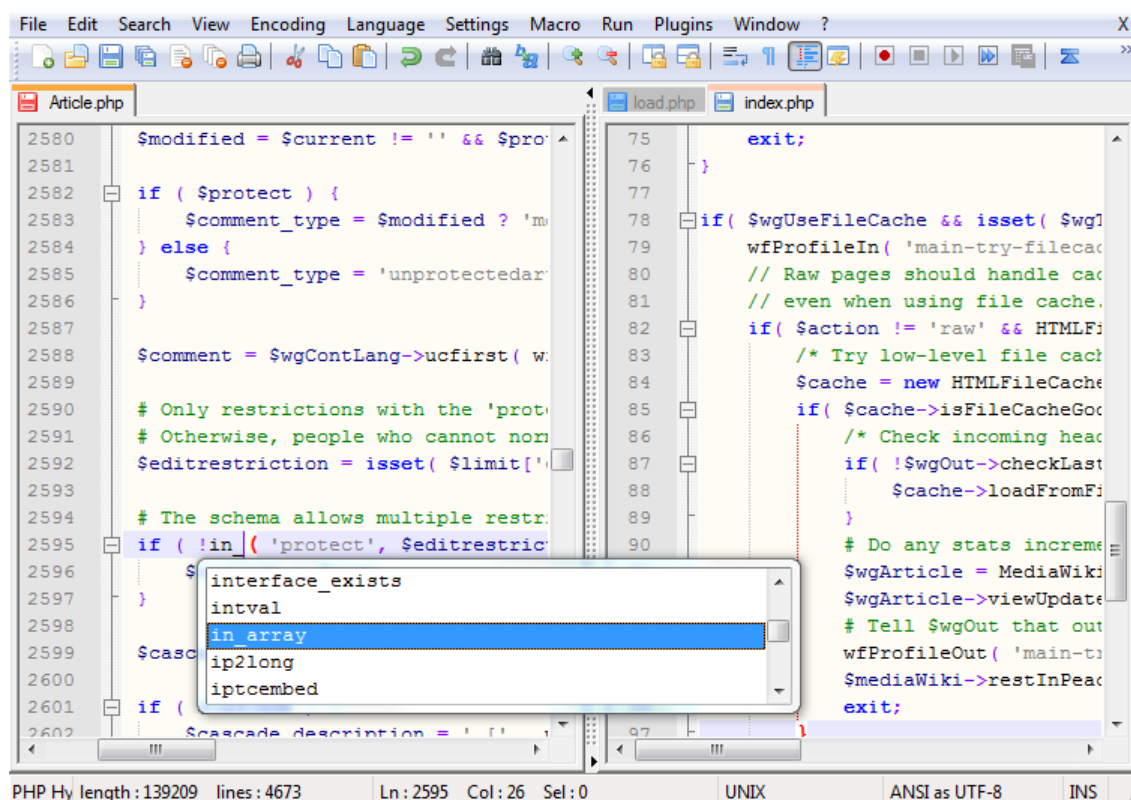 File Edit Search View Encoding Language Settings Macro Run Plugins Window ? X
Article.php
2580 $modified = $current != '' && $pro
2581
2582 if ( $protect ) {
2583 $comment_type = $modified ? 'm
2584 } else {
2585 $comment_type = 'unprotectedar
2586 }
2587
2588 $comment = $wgContLang->ucfirst( w
2589
2590 # Only restrictions with the 'prot
2591 # Otherwise, people who cannot nor
2592 $editrestriction = isset( $limit['
2593
2594 # The schema allows multiple restr
2595 if ( !in_( 'protect', $editrestric
2596 $
2597 }
2598
2599 $casc
2600
2601 if (
2602 $cascade_description = ' ['
interface_exists
intval
in_array
ip2long
iptcembed
load.php index.php
75 exit;
76 }
77
78 if( $wgUseFileCache && isset( $wgT
79 wfProfileIn( 'main-try-filecac
80 // Raw pages should handle cac
81 // even when using file cache.
82 if( $action != 'raw' && HTMLFi
83 /* Try low-level file cach
84 $cache = new HTMLFileCache
85 if( $cache->isFileCacheGoo
86 /* Check incoming head
87 if( !$wgOut->checkLast
88 $cache->loadFromFi
89 }
90 # Do any stats increme
$wgArticle = MediaWiki
$wgArticle->viewUpdate
# Tell $wgOut that out
wfProfileOut( 'main-tr
$mediaWiki->restInPeac
exit;
97 }
PHP Hy length : 139209 lines : 4673 Ln : 2595 Col : 26 Sel : 0 UNIX ANSI as UTF-8 INS